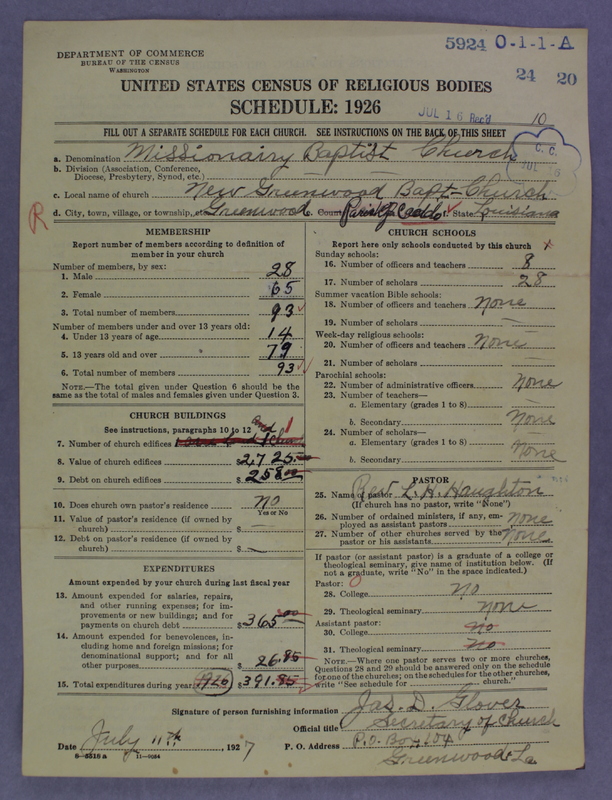 DEPARTMENT OF COMMERCE
BUREAU OF THE CENSUS
WASHINGTON
5924 0-1-1-A
24 20
UNITED STATES CENSUS OF RELIGIOUS BODIES
SCHEDULE: 1926
JUL 16 Rec'd
10
FILL OUT A SEPARATE SCHEDULE FOR EACH CHURCH. SEE INSTRUCTIONS ON THE BACK OF THIS SHEET
C. C.
a. Denomination Missionairy Baptist Church
b. Division (Association, Conference, Diocese, Presbytery, Synod, etc.)
c. Local name of church New Greenwood Bapt-Church
R
d. City, town, village, or township, Greenwood County Parish of Caddo State Louisiana
MEMBERSHIP
Report number of members according to definition of member in your church
Number of members, by sex:
1. Male 28
2. Female 65
3. Total number of members 93
Number of members under and over 13 years old:
4. Under 13 years of age 14
5. 13 years old and over 79
6. Total number of members 93
NOTE.—The total given under Question 6 should be the same as the total of males and females given under Question 3.
CHURCH BUILDINGS
See instructions, paragraphs 10 to 12
7. Number of church edifices 1
8. Value of church edifices $2725.00
9. Debt on church edifices $258.00
10. Does church own pastor's residence NO
Yes or No
11. Value of pastor's residence (if owned by church) $ —
12. Debt on pastor's residence (if owned by church) $ —
EXPENDITURES
Amount expended by your church during last fiscal year
13. Amount expended for salaries, repairs, and other running expenses; for improvements or new buildings; and for payments on church debt $365.00
14. Amount expended for benevolences, including home and foreign missions; for denominational support; and for all other purposes 26.85
15. Total expenditures during year 1926 $391.85
CHURCH SCHOOLS
Report here only schools conducted by this church
Sunday schools:
16. Number of officers and teachers 8
17. Number of scholars 28
Summer vacation Bible schools:
18. Number of officers and teachers None
19. Number of scholars —
Week-day religious schools:
20. Number of officers and teachers None
21. Number of scholars —
Parochial schools:
22. Number of administrative officers None
23. Number of teachers—
a. Elementary (grades 1 to 8) —
b. Secondary None
24. Number of scholars—
a. Elementary (grades 1 to 8) None
b. Secondary None
PASTOR
25. Name of pastor Rev. L. H. Haughton
(If church has no pastor, write "None")
26. Number of ordained ministers, if any, employed as assistant pastors None
27. Number of other churches served by the pastor or his assistants None
If pastor (or assistant pastor) is a graduate of a college or theological seminary, give name of institution below. (If not a graduate, write "No" in the space indicated.)
Pastor: 0
28. College No
29. Theological seminary None
Assistant pastor:
30. College No
31. Theological seminary No
NOTE.—Where one pastor serves two or more churches, Questions 28 and 29 should be answered only on the schedule for one of the churches; on the schedules for the other churches, write "See schedule for church."
Signature of person furnishing information Jas. D. Glover
Official title Secretary of Church
Date July 11th, 1927 P. O. Address P.O. Box 104
Greenwood La.
8—3518 a 11—9064